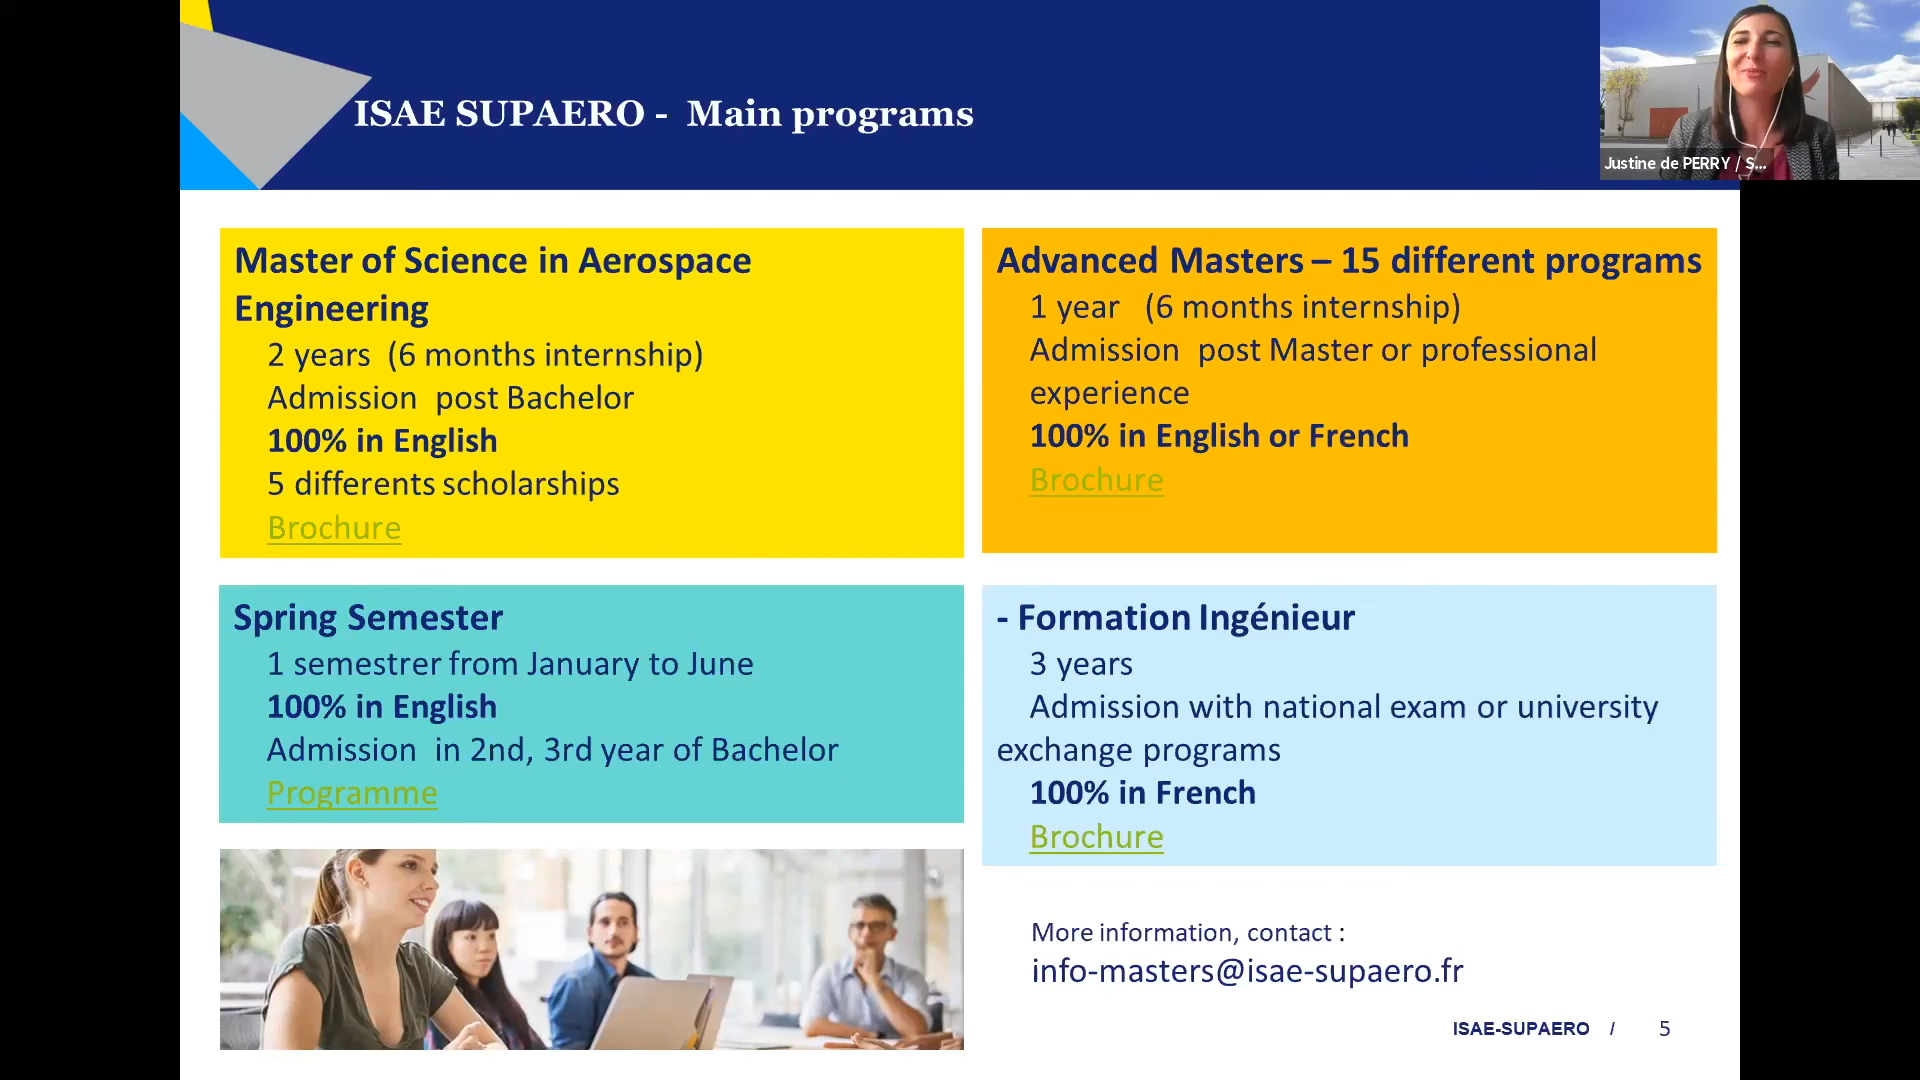 ISAE SUPAERO - Main programs
Justine de PERRY / S...
Master of Science in Aerospace
Engineering
2 years (6 months internship)
Admission post Bachelor
100% in English
5 differents scholarships
Brochure
Advanced Masters – 15 different programs
1 year (6 months internship)
Admission post Master or professional
experience
100% in English or French
Brochure
Spring Semester
1 semestrer from January to June
100% in English
Admission in 2nd, 3rd year of Bachelor
Programme
- Formation Ingénieur
3 years
Admission with national exam or university
exchange programs
100% in French
Brochure
More information, contact :
info-masters@isae-supaero.fr
ISAE-SUPAERO / 5